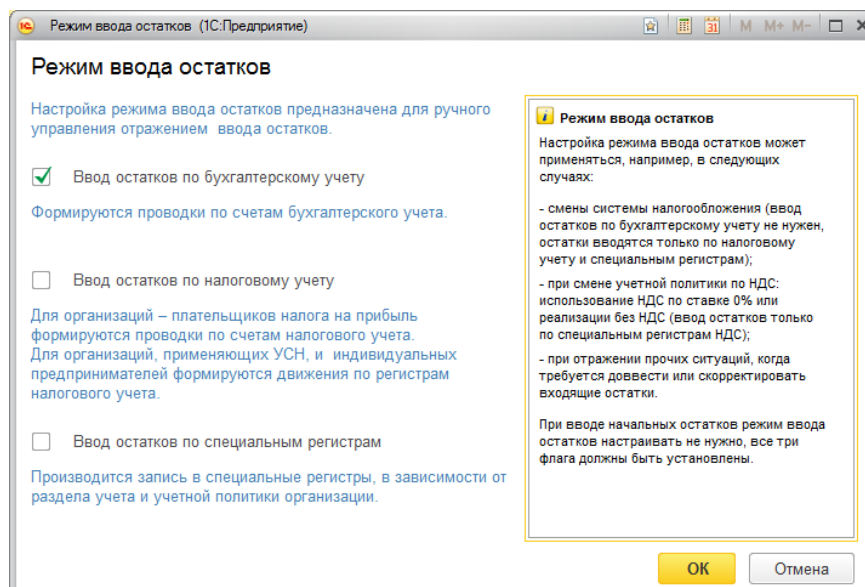 Режим ввода остатков (1С:Предприятие)
31 M M+ M-
Режим ввода остатков
Настройка режима ввода остатков предназначена для ручного
управления отражением ввода остатков.
Ввод остатков по бухгалтерскому учету
Формируются проводки по счетам бухгалтерского учета.
Ввод остатков по налоговому учету
Для организаций – плательщиков налога на прибыль
формируются проводки по счетам налогового учета.
Для организаций, применяющих УСН, и индивидуальных
предпринимателей формируются движения по регистрам
налогового учета.
Ввод остатков по специальным регистрам
Производится запись в специальные регистры, в зависимости от
раздела учета и учетной политики организации.
Режим ввода остатков
Настройка режима ввода остатков может
применяться, например, в следующих
случаях:
- смены системы налогообложения (ввод
остатков по бухгалтерскому учету не нужен,
остатки вводятся только по налоговому
учету и специальным регистрам);
- при смене учетной политики по НДС:
использование НДС по ставке 0% или
реализации без НДС (ввод остатков только
по специальным регистрам НДС);
- при отражении прочих ситуаций, когда
требуется доввести или скорректировать
входящие остатки.
При вводе начальных остатков режим ввода
остатков настраивать не нужно, все три
флага должны быть установлены.
ОК
Отмена